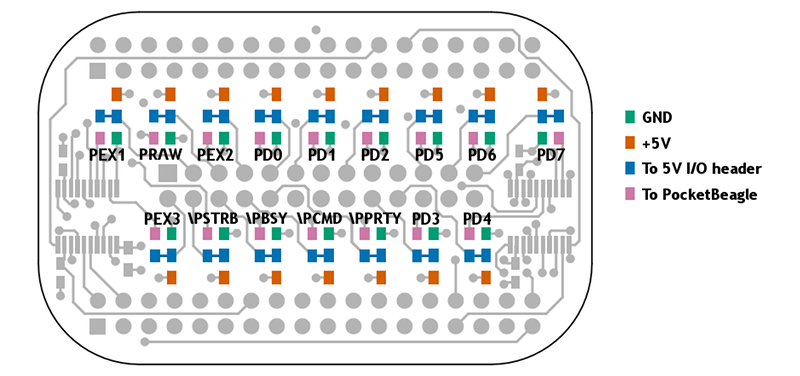 PEX1 PR/\W PEX2 PD0 PD1 PD2 PD5 PD6 PD7
PEX3 \PSTRB \PBSY \PCMD \PPRTY PD3 PD4
GND
+5V
To 5V I/O header
To PocketBeagle